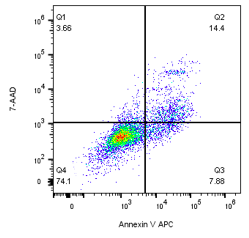 Q1
3.66
Q2
14.4
10⁶
10⁵
10⁴
10³
10²
0
7-AAD
Q4
74.1
Q3
7.88
0
10³
10⁴
10⁵
10⁶
Annexin V APC